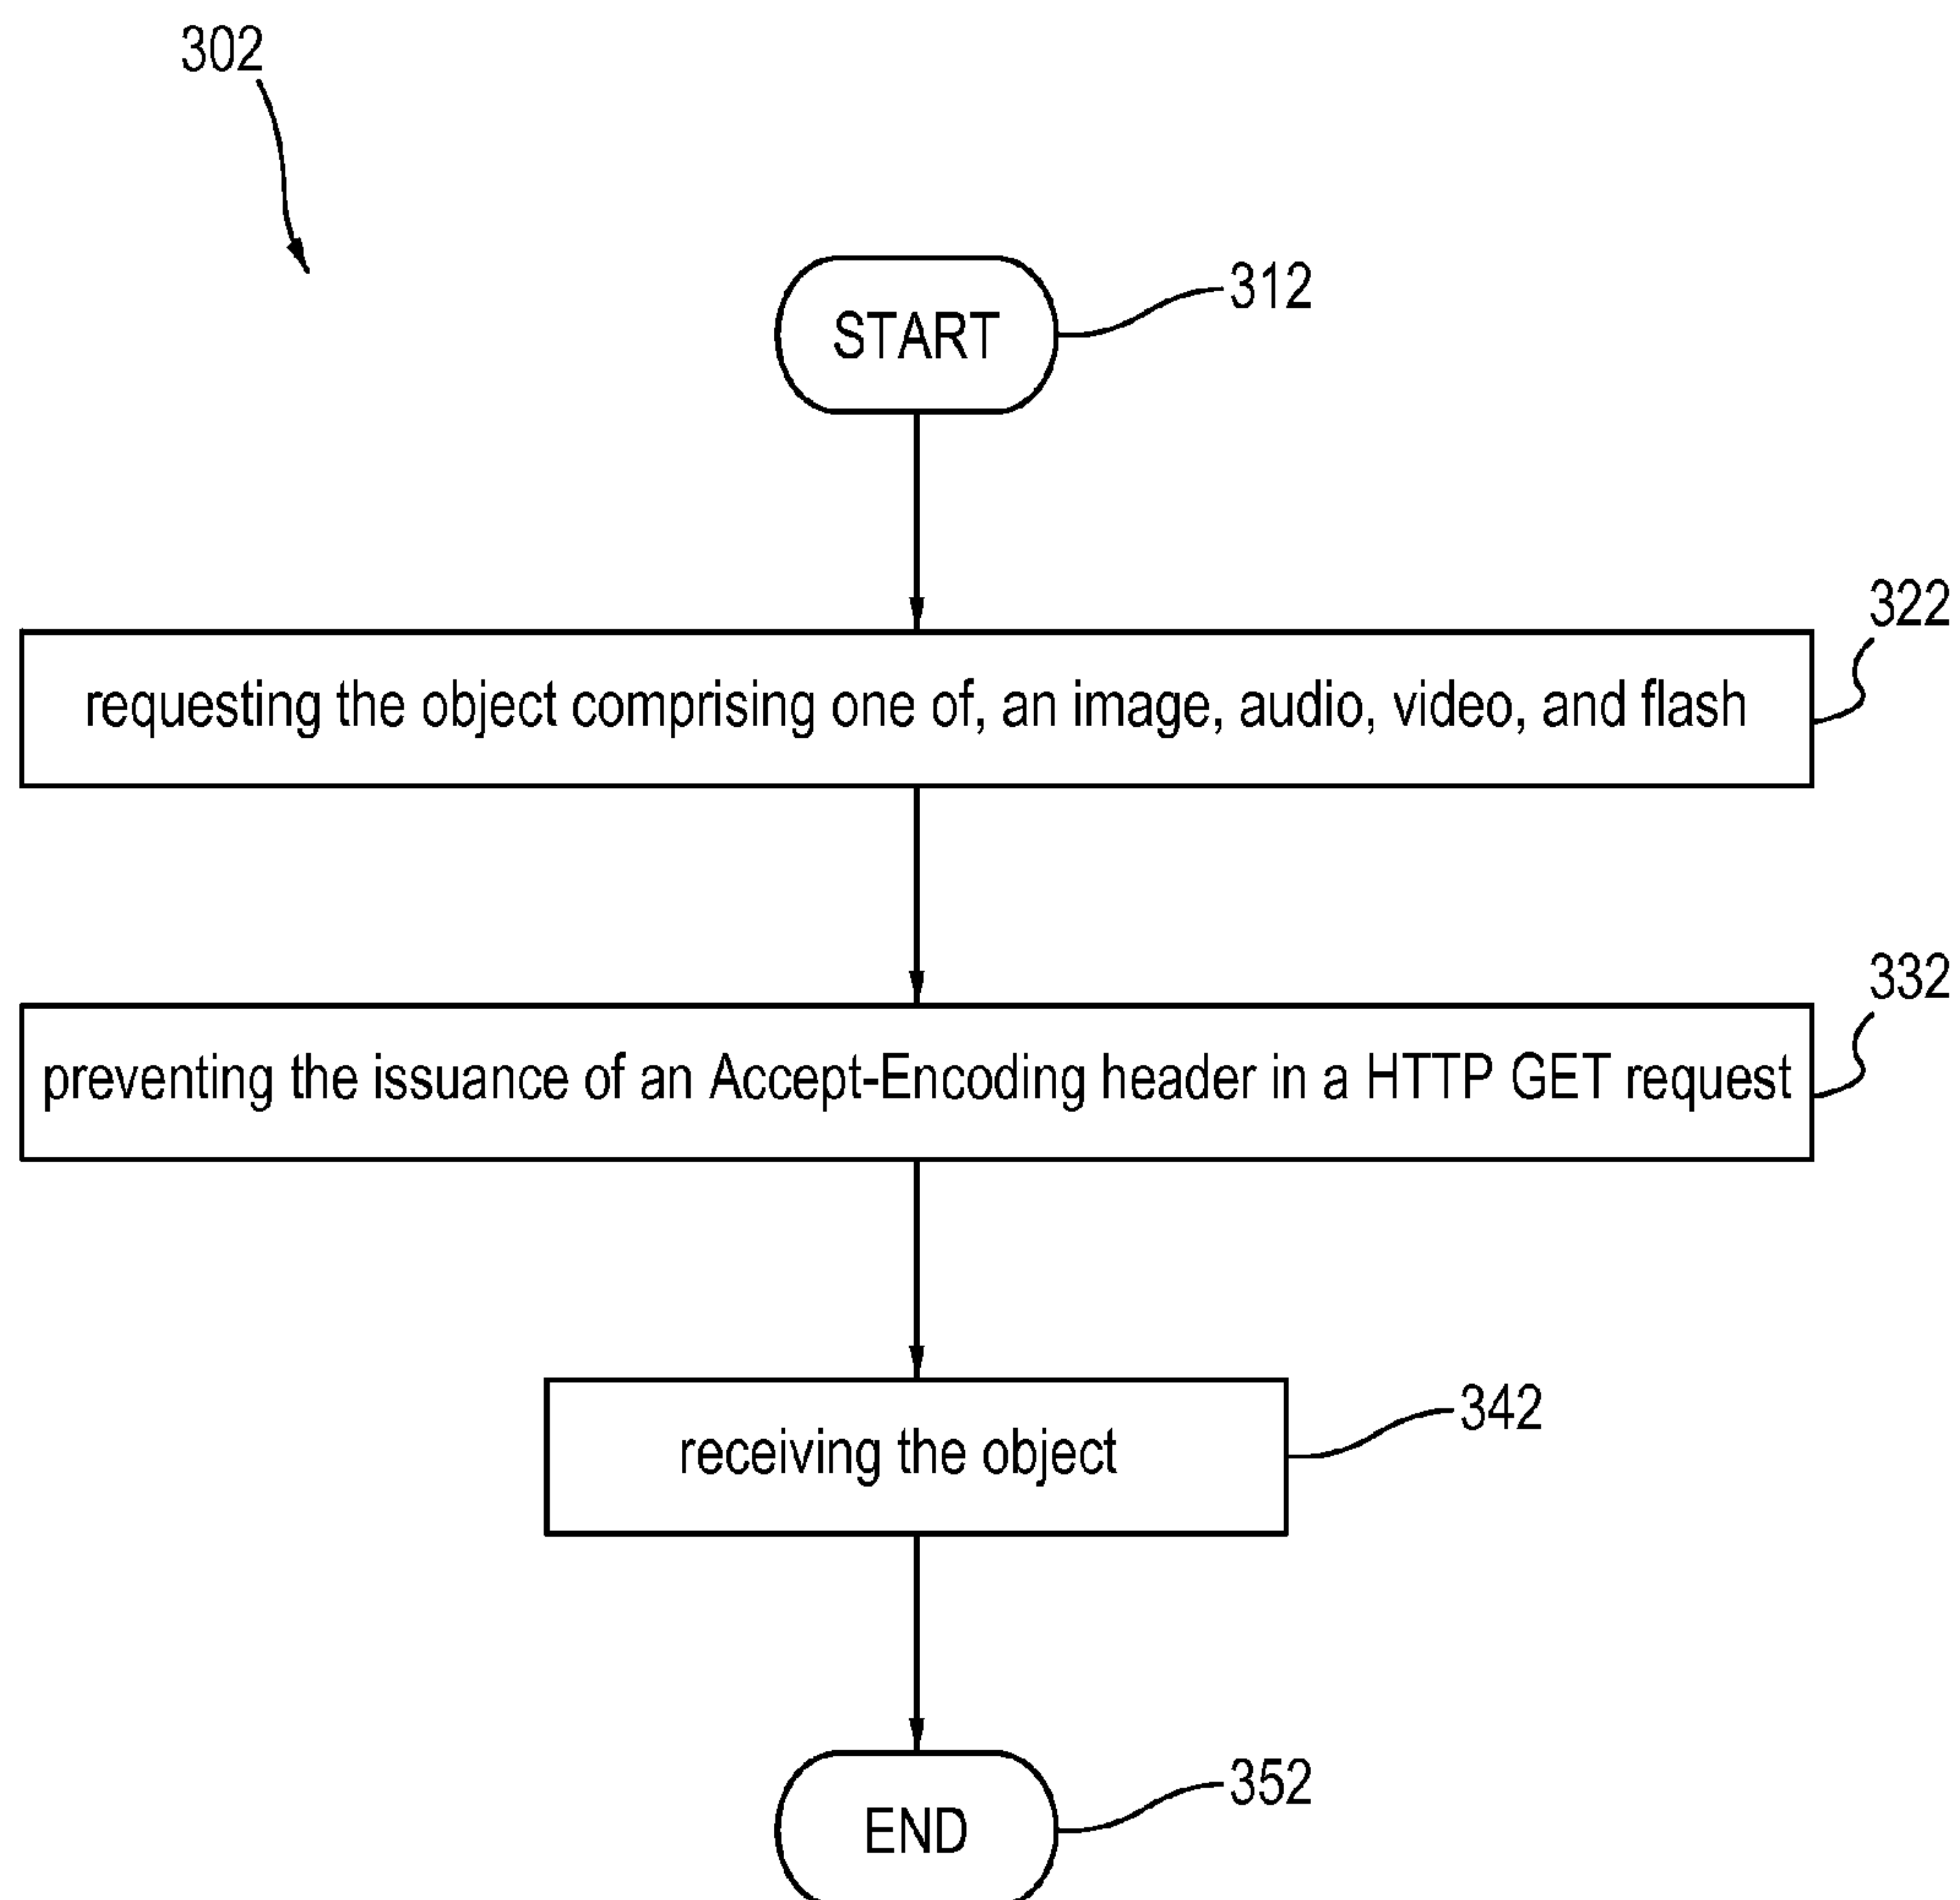 302
312
START
322
requesting the object comprising one of, an image, audio, video, and flash
332
preventing the issuance of an Accept-Encoding header in a HTTP GET request
342
receiving the object
352
END